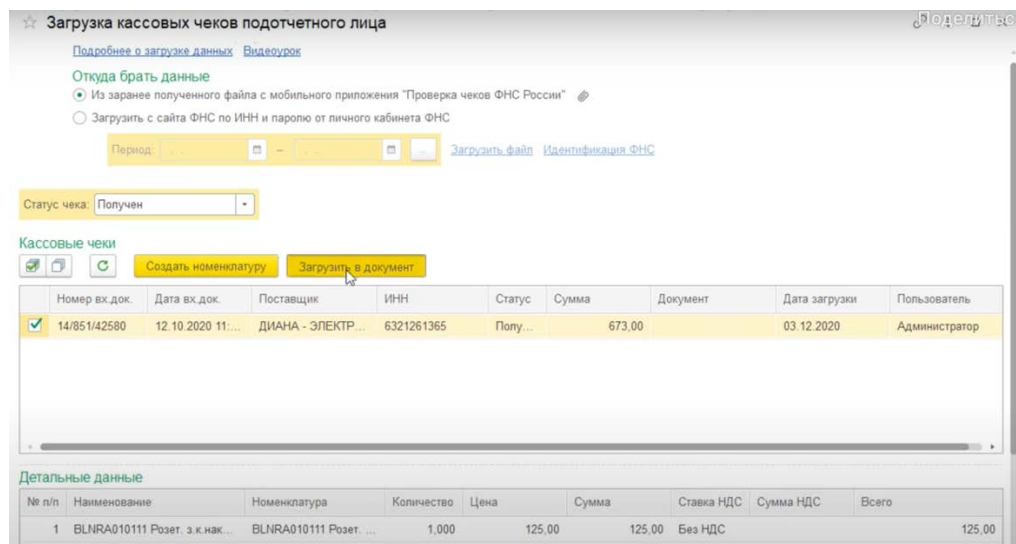 Загрузка кассовых чеков подотчетного лица
Поделиться
Подробнее о загрузке данных Видеоурок
Откуда брать данные
Из заранее полученного файла с мобильного приложения "Проверка чеков ФНС России"
Загрузить с сайта ФНС по ИНН и паролю от личного кабинета ФНС
Период: . . – . . ... Загрузить файл Идентификация ФНС
Статус чека: Получен
Кассовые чеки
Создать номенклатуру Загрузить в документ
Номер вх.док. Дата вх.док. Поставщик ИНН Статус Сумма Документ Дата загрузки Пользователь
14/851/42580 12.10.2020 11:... ДИАНА - ЭЛЕКТР... 6321261365 Полу... 673,00 03.12.2020 Администратор
Детальные данные
№ п/п Наименование Номенклатура Количество Цена Сумма Ставка НДС Сумма НДС Всего
1 BLNRA010111 Розет. з.к.нак... BLNRA010111 Розет. ... 1,000 125,00 125,00 Без НДС 125,00